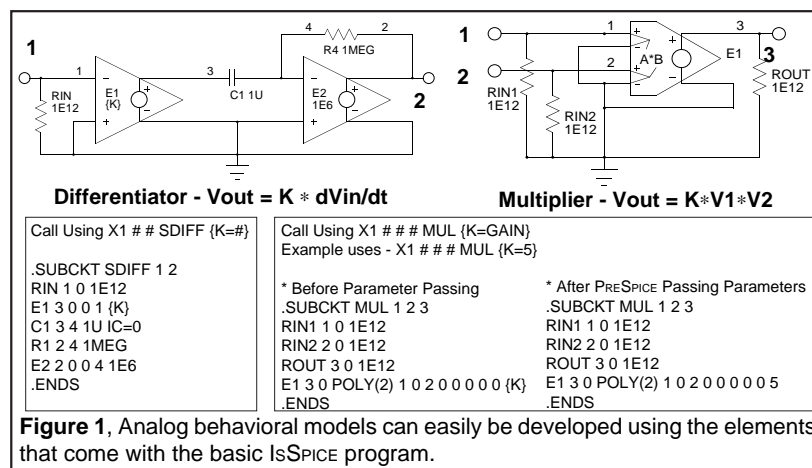 1
1
RIN
1E12
E1
{K}
3
C1 1U
4
2
R4 1MEG
E2
1E6
2
Differentiator - Vout = K * dVin/dt
1
1
2
2
RIN1
1E12
RIN2
1E12
A*B
E1
3
3
ROUT
1E12
Multiplier - Vout = K*V1*V2
Call Using X1 # # SDIFF {K=#}
.SUBCKT SDIFF 1 2
RIN 1 0 1E12
E1 3 0 0 1 {K}
C1 3 4 1U IC=0
R1 2 4 1MEG
E2 2 0 0 4 1E6
.ENDS
Call Using X1 # # # MUL {K=GAIN}
Example uses - X1 # # # MUL {K=5}
* Before Parameter Passing
.SUBCKT MUL 1 2 3
RIN1 1 0 1E12
RIN2 2 0 1E12
ROUT 3 0 1E12
E1 3 0 POLY(2) 1 0 2 0 0 0 0 0 {K}
.ENDS
* After PRESPICE Passing Parameters
.SUBCKT MUL 1 2 3
RIN1 1 0 1E12
RIN2 2 0 1E12
ROUT 3 0 1E12
E1 3 0 POLY(2) 1 0 2 0 0 0 0 0 5
.ENDS
Figure 1, Analog behavioral models can easily be developed using the elements
that come with the basic ISSPICE program.